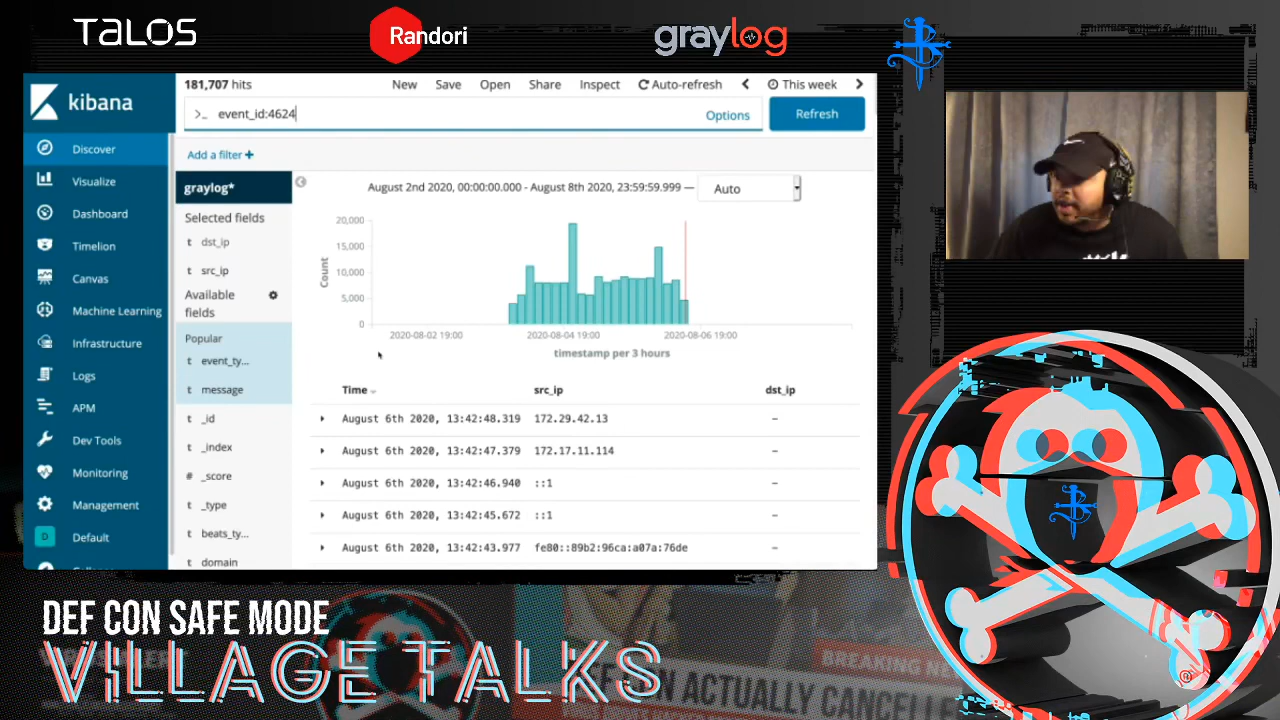 TALOS
Randori
graylog
kibana
181,707 hits
New
Save
Open
Share
Inspect
Auto-refresh
This week
>_ event_id:4624
Options
Refresh
Discover
Visualize
Dashboard
Timelion
Canvas
Machine Learning
Infrastructure
Logs
APM
Dev Tools
Monitoring
Management
D Default
Add a filter +
graylog*
Selected fields
t dst_ip
t src_ip
Available
fields
Popular
t event_ty...
t message
t _id
t _index
# _score
t _type
t beats_ty...
t domain
August 2nd 2020, 00:00:00.000 - August 8th 2020, 23:59:59.999 —
Auto
20,000
15,000
10,000
5,000
0
Count
2020-08-02 19:00
2020-08-04 19:00
2020-08-06 19:00
timestamp per 3 hours
Time src_ip dst_ip
August 6th 2020, 13:42:48.319 172.29.42.13 –
August 6th 2020, 13:42:47.379 172.17.11.114 –
August 6th 2020, 13:42:46.940 ::1 –
August 6th 2020, 13:42:45.672 ::1 –
August 6th 2020, 13:42:43.977 fe80::89b2:96ca:a07a:76de –
DEF CON SAFE MODE
VILLAGE TALKS
BREAKING
ACTUALLY